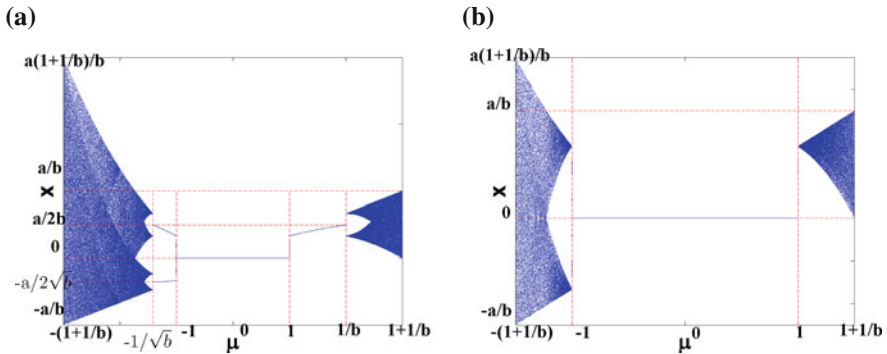 (a)
a(1+1/b)/b
a/b
x
a/2b
0
-a/2√b
-a/b
-(1+1/b)
-1/√b
-1
μ
0
1
1/b
1+1/b
(b)
a(1+1/b)/b
a/b
x
0
-a/b
-(1+1/b)
-1
μ
0
1
1+1/b